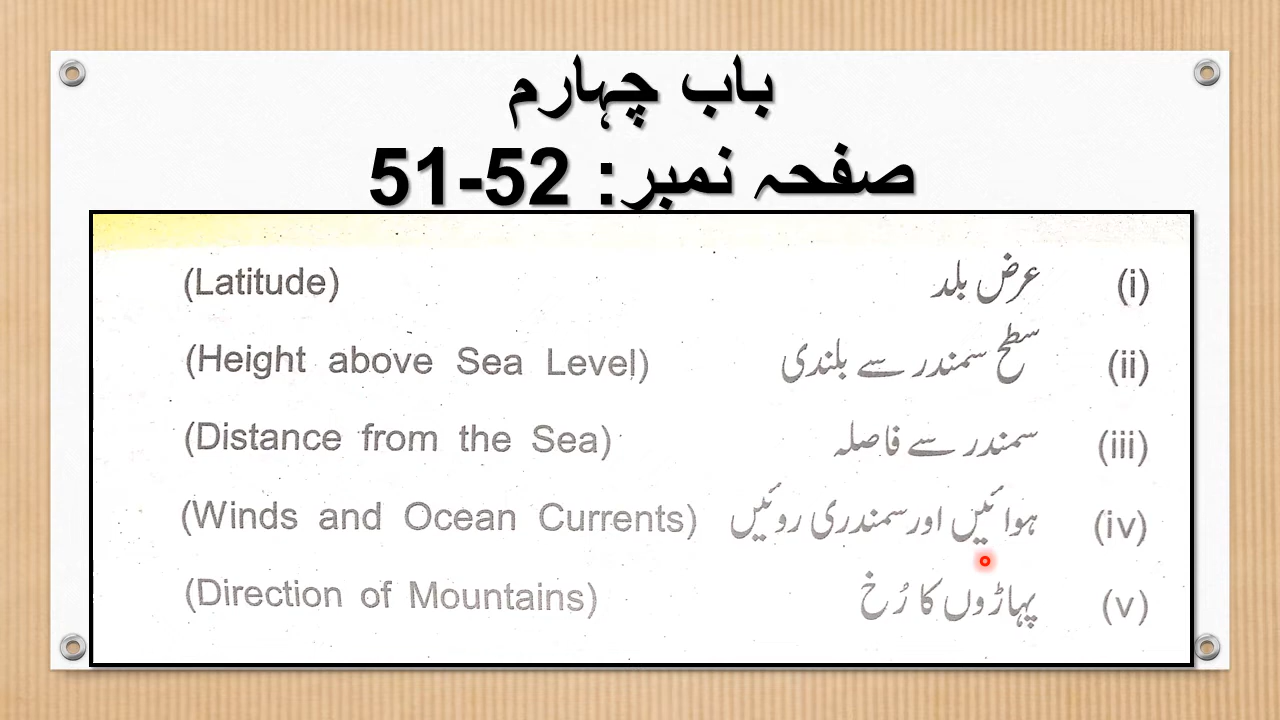 باب چہارم
صفحہ نمبر: 52-51
(i) عرض بلد (Latitude)
(ii) سطح سمندر سے بلندی (Height above Sea Level)
(iii) سمندر سے فاصلہ (Distance from the Sea)
(iv) ہوائیں اور سمندری روئیں (Winds and Ocean Currents)
(v) پہاڑوں کا رُخ (Direction of Mountains)